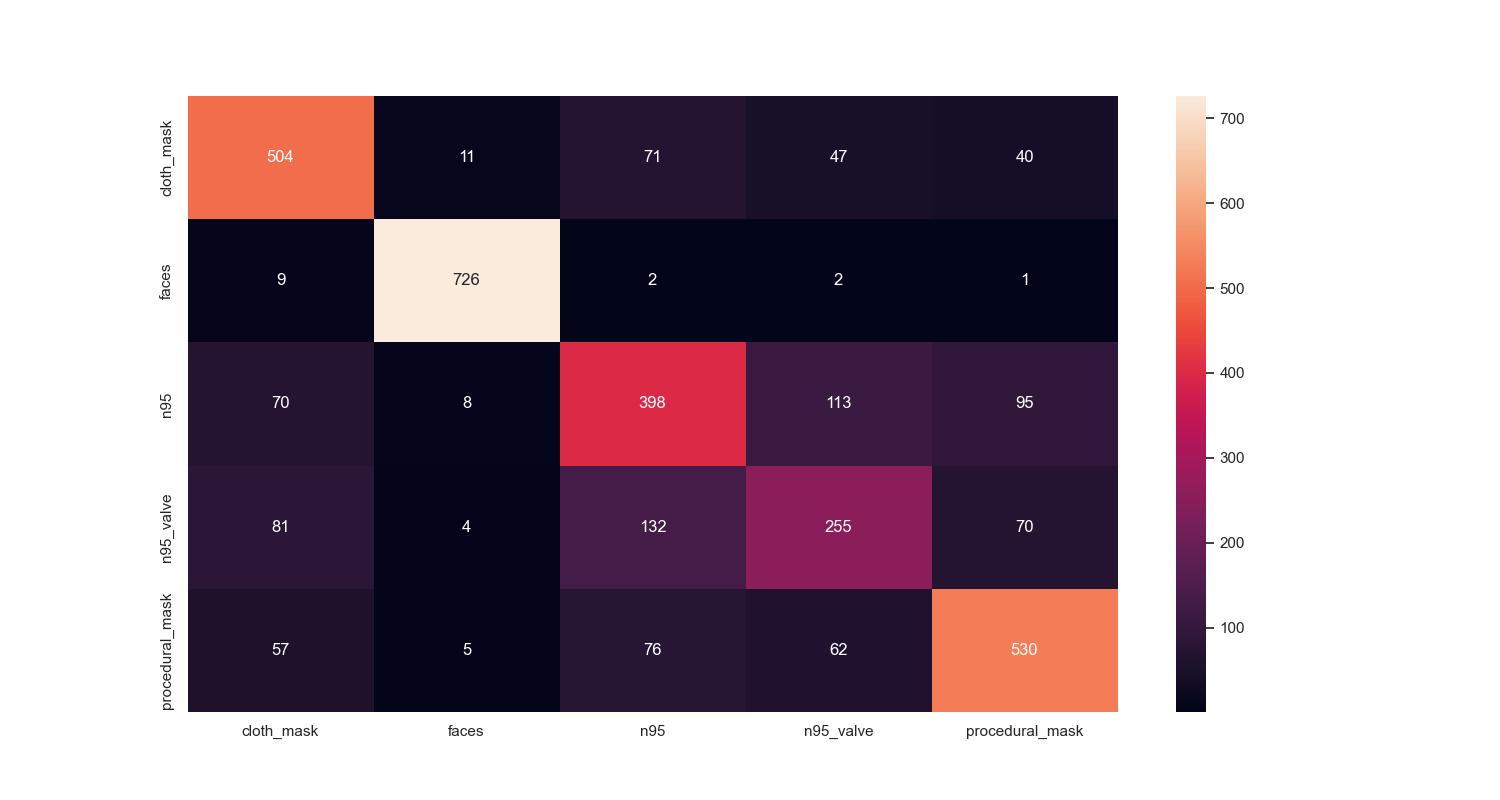 cloth_mask 504 11 71 47 40
faces 9 726 2 2 1
n95 70 8 398 113 95
n95_valve 81 4 132 255 70
procedural_mask 57 5 76 62 530
cloth_mask faces n95 n95_valve procedural_mask
700
600
500
400
300
200
100